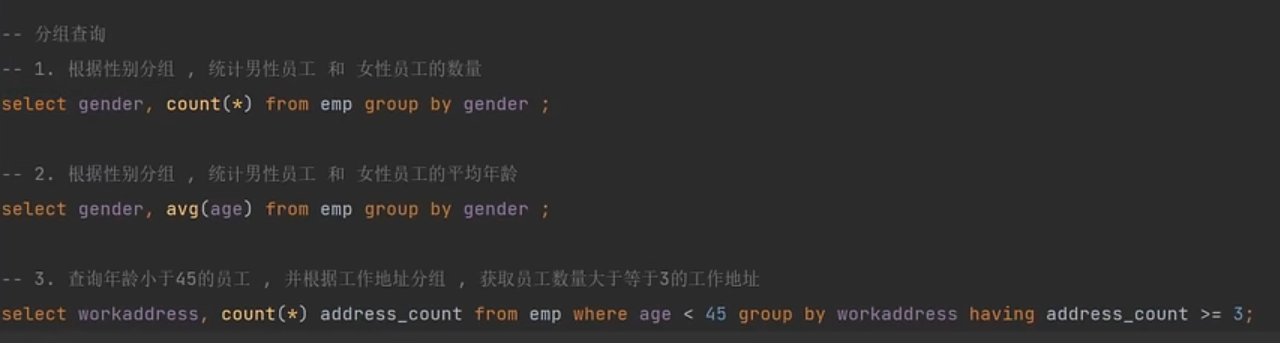 -- 分组查询
-- 1. 根据性别分组 , 统计男性员工 和 女性员工的数量
select gender, count(*) from emp group by gender ;
-- 2. 根据性别分组 , 统计男性员工 和 女性员工的平均年龄
select gender, avg(age) from emp group by gender ;
-- 3. 查询年龄小于45的员工 , 并根据工作地址分组 , 获取员工数量大于等于3的工作地址
select workaddress, count(*) address_count from emp where age < 45 group by workaddress having address_count >= 3;